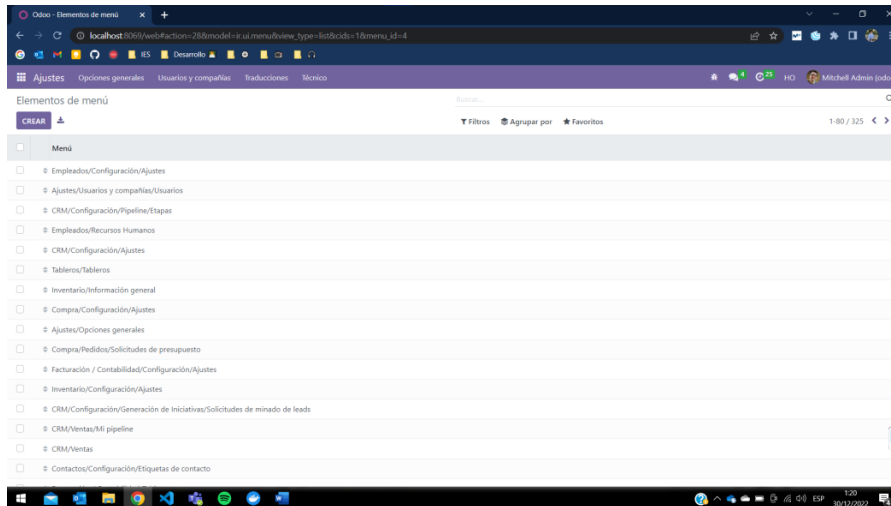 Odoo - Elementos de menú
localhost:8069/web#action=28&model=ir.ui.menu&view_type=list&cids=1&menu_id=4
IES Desarrollo
Ajustes Opciones generales Usuarios y compañías Traducciones Técnico 4 25 HO Mitchell Admin (odo
Elementos de menú Buscar...
CREAR Filtros Agrupar por Favoritos 1-80 / 325
Menú
Empleados/Configuración/Ajustes
Ajustes/Usuarios y compañías/Usuarios
CRM/Configuración/Pipeline/Etapas
Empleados/Recursos Humanos
CRM/Configuración/Ajustes
Tableros/Tableros
Inventario/Información general
Compra/Configuración/Ajustes
Ajustes/Opciones generales
Compra/Pedidos/Solicitudes de presupuesto
Facturación / Contabilidad/Configuración/Ajustes
Inventario/Configuración/Ajustes
CRM/Configuración/Generación de Iniciativas/Solicitudes de minado de leads
CRM/Ventas/Mi pipeline
CRM/Ventas
Contactos/Configuración/Etiquetas de contacto
ESP 1:20
30/12/2022